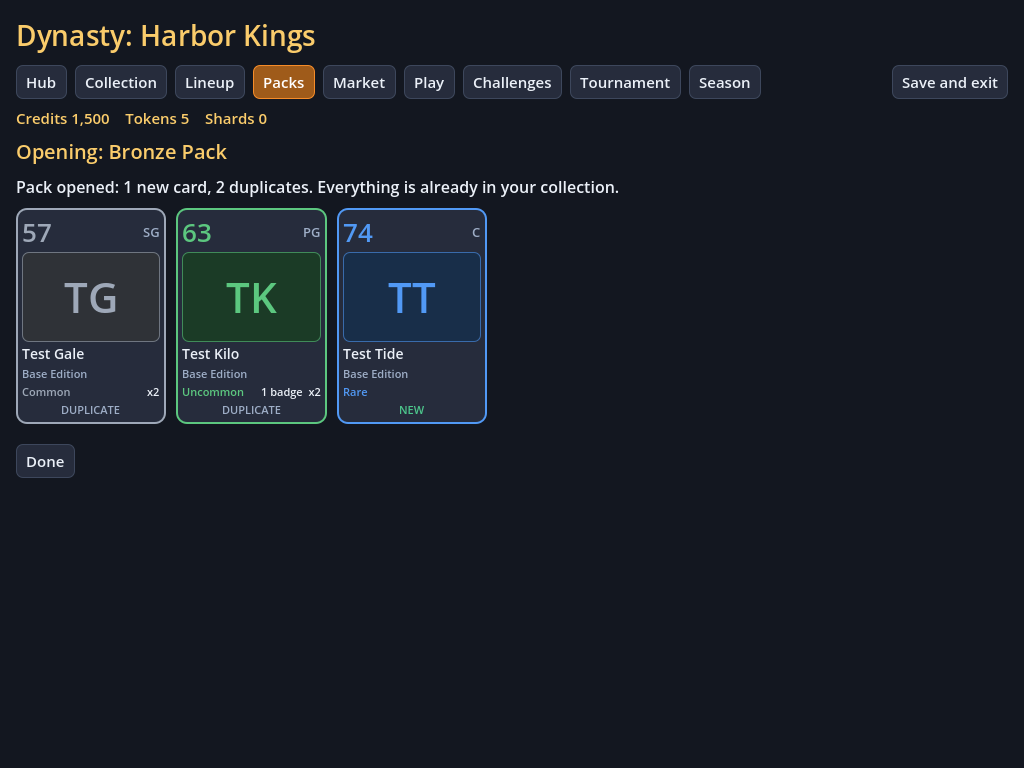 Dynasty: Harbor Kings
Hub Collection Lineup Packs Market Play Challenges Tournament Season Save and exit
Credits 1,500 Tokens 5 Shards 0
Opening: Bronze Pack
Pack opened: 1 new card, 2 duplicates. Everything is already in your collection.
57 SG
TG
Test Gale
Base Edition
Common x2
DUPLICATE
63 PG
TK
Test Kilo
Base Edition
Uncommon 1 badge x2
DUPLICATE
74 C
TT
Test Tide
Base Edition
Rare
NEW
Done